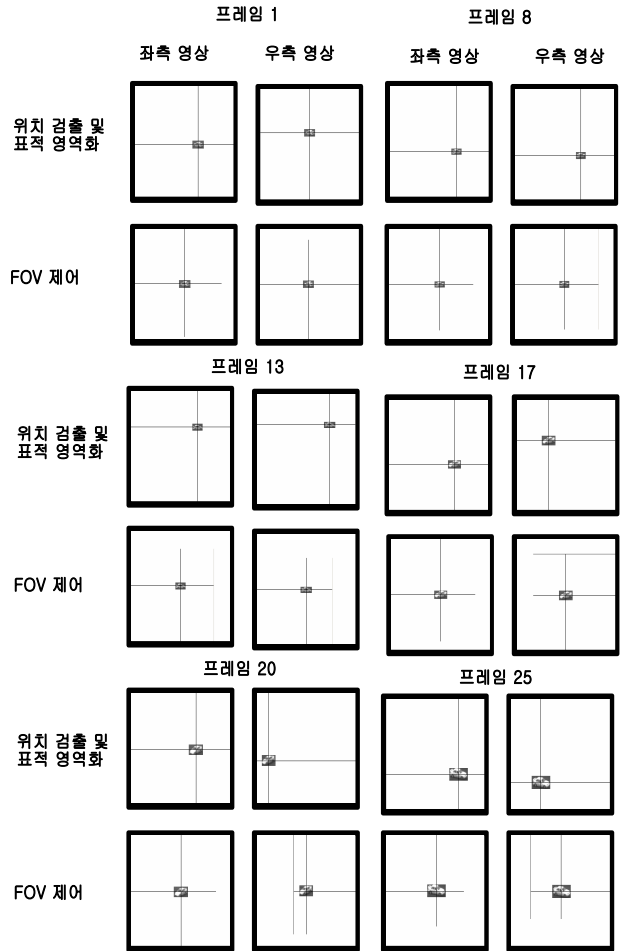 프레임 1
프레임 8
좌측 영상
우측 영상
좌측 영상
우측 영상
위치 검출 및
표적 영역화
FOV 제어
프레임 13
프레임 17
위치 검출 및
표적 영역화
FOV 제어
프레임 20
프레임 25
위치 검출 및
표적 영역화
FOV 제어